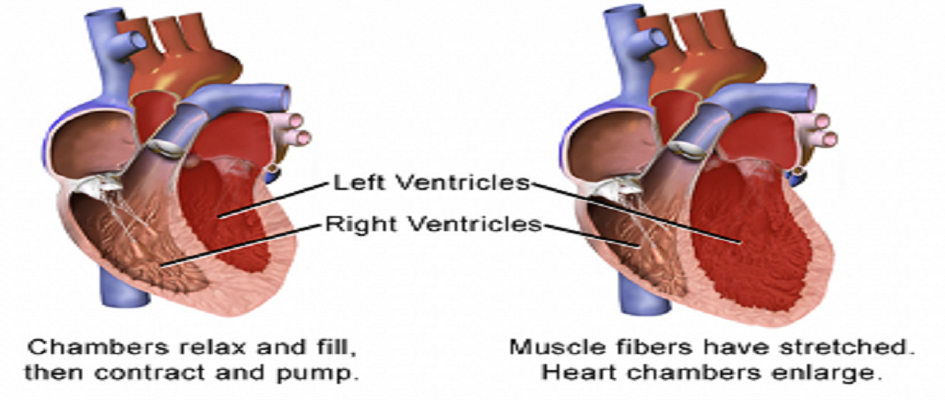 Left Ventricles
Right Ventricles
Chambers relax and fill,
then contract and pump.
Muscle fibers have stretched.
Heart chambers enlarge.